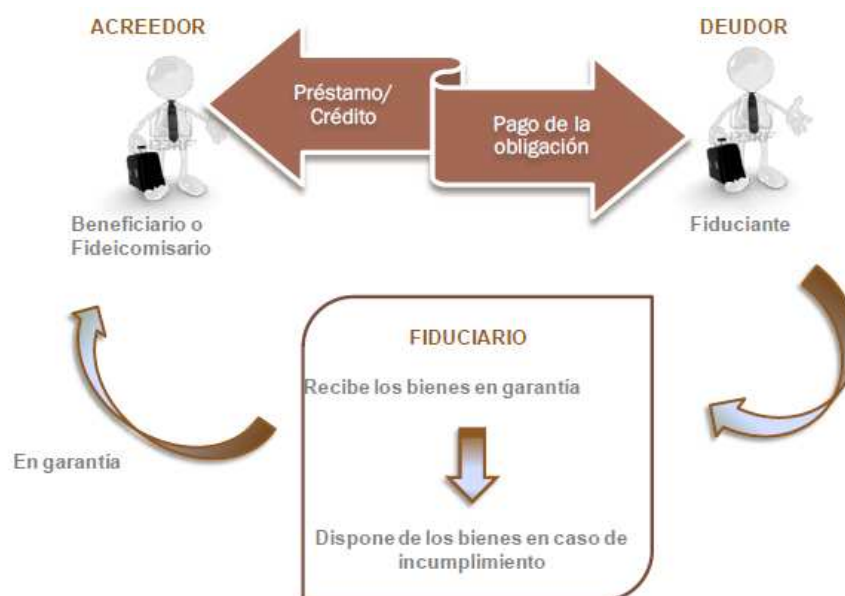 ACREEDOR
DEUDOR
Préstamo/
Crédito
Pago de la
obligación
Beneficiario o
Fideicomisario
Fiduciante
FIDUCIARIO
Recibe los bienes en garantía
En garantía
Dispone de los bienes en caso de
incumplimiento